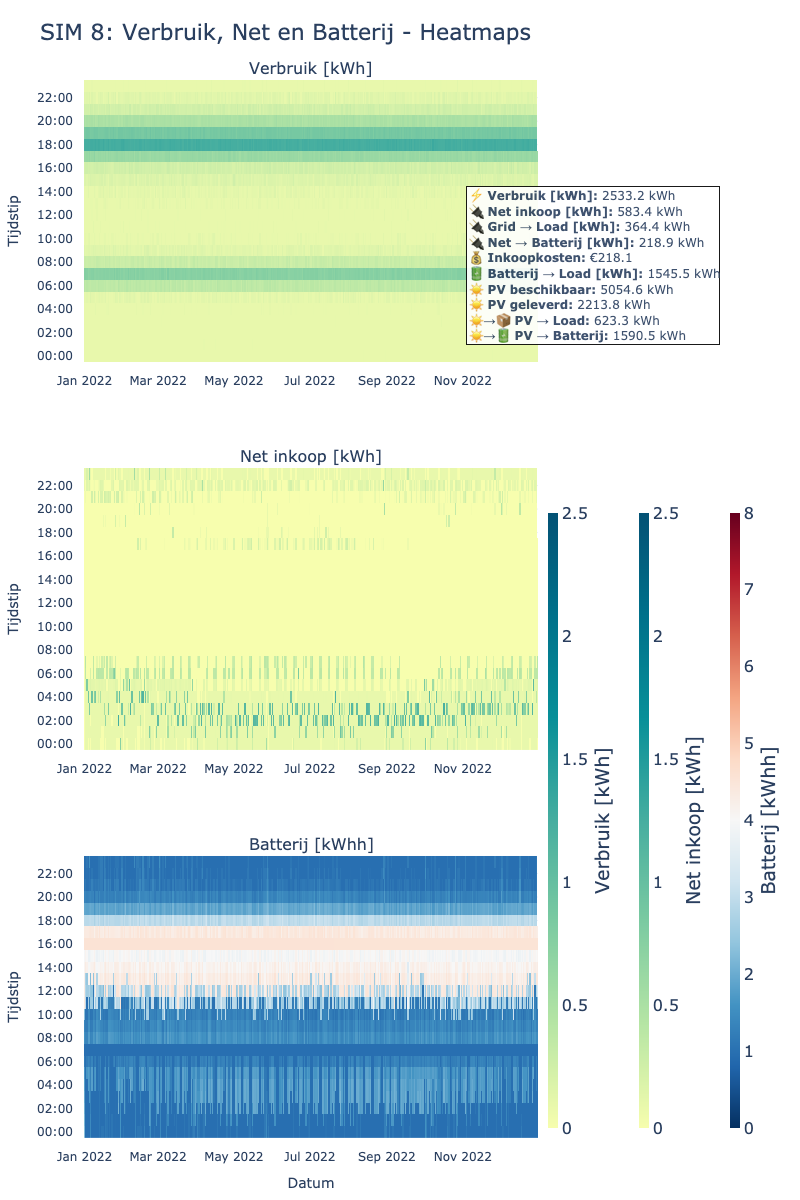 SIM 8: Verbruik, Net en Batterij - Heatmaps
Verbruik [kWh]
22:00
20:00
18:00
16:00
14:00
12:00
10:00
08:00
06:00
04:00
02:00
00:00
Tijdstip
Jan 2022 Mar 2022 May 2022 Jul 2022 Sep 2022 Nov 2022
⚡ Verbruik [kWh]: 2533.2 kWh
🔌 Net inkoop [kWh]: 583.4 kWh
🔌 Grid → Load [kWh]: 364.4 kWh
🔌 Net → Batterij [kWh]: 218.9 kWh
💰 Inkoopkosten: €218.1
🔋 Batterij → Load [kWh]: 1545.5 kWh
☀️ PV beschikbaar: 5054.6 kWh
☀️ PV geleverd: 2213.8 kWh
☀️→📦 PV → Load: 623.3 kWh
☀️→🔋 PV → Batterij: 1590.5 kWh
Net inkoop [kWh]
22:00
20:00
18:00
16:00
14:00
12:00
10:00
08:00
06:00
04:00
02:00
00:00
Tijdstip
Jan 2022 Mar 2022 May 2022 Jul 2022 Sep 2022 Nov 2022
Batterij [kWhh]
22:00
20:00
18:00
16:00
14:00
12:00
10:00
08:00
06:00
04:00
02:00
00:00
Tijdstip
Jan 2022 Mar 2022 May 2022 Jul 2022 Sep 2022 Nov 2022
Datum
2.5
2
1.5
1
0.5
0
Verbruik [kWh]
2.5
2
1.5
1
0.5
0
Net inkoop [kWh]
8
7
6
5
4
3
2
1
0
Batterij [kWhh]